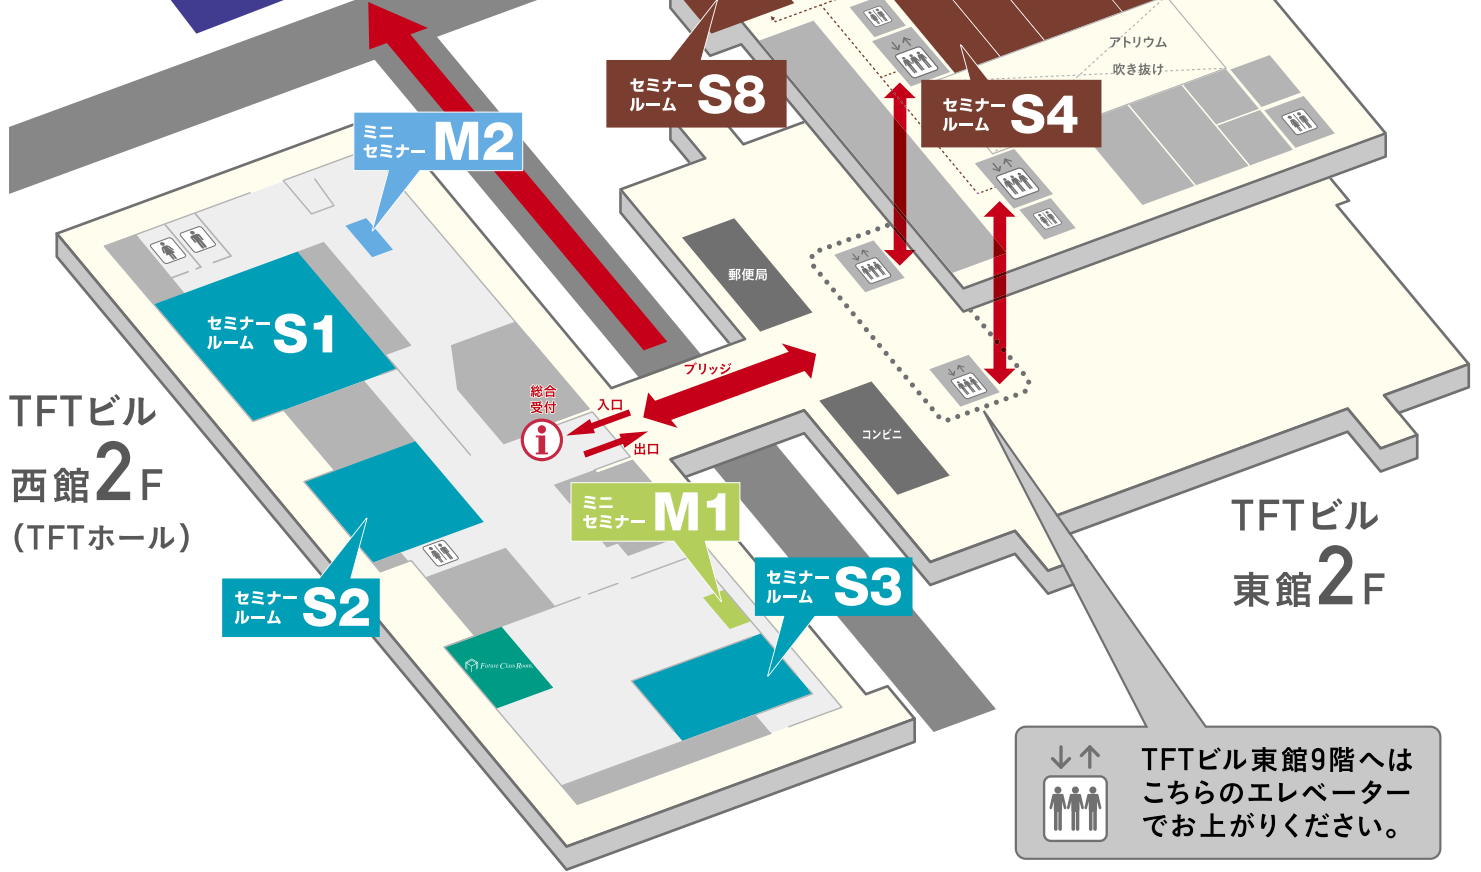 アトリウム
吹き抜け
セミナー
ルーム S8
セミナー
ルーム S4
ミニ
セミナー M2
郵便局
セミナー
ルーム S1
ブリッジ
総合
受付
入口
出口
コンビニ
TFTビル
西館2F
(TFTホール)
ミニ
セミナー M1
TFTビル
東館2F
セミナー
ルーム S2
セミナー
ルーム S3
Future Class Room
TFTビル東館9階へは
こちらのエレベーター
でお上がりください。